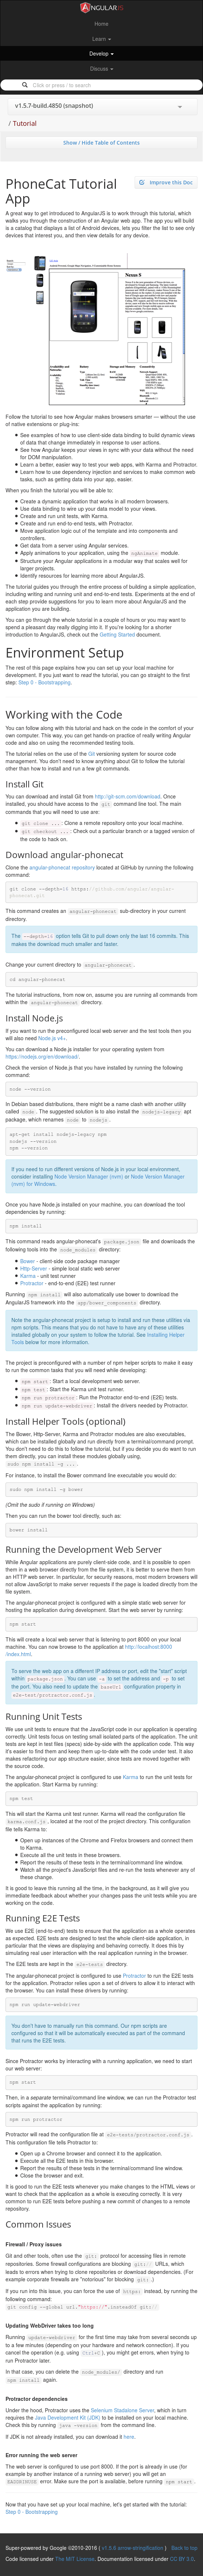 ANGULARJS
Home
Learn
Develop
Discuss
Click or press / to search
v1.5.7-build.4850 (snapshot)
/ Tutorial
Show / Hide Table of Contents
Improve this Doc
PhoneCat Tutorial
App
A great way to get introduced to AngularJS is to work through this tutorial, which
walks you through the construction of an Angular web app. The app you will build
is a catalog that displays a list of Android devices, lets you filter the list to see only
devices that interest you, and then view details for any device.
Nexus S
Follow the tutorial to see how Angular makes browsers smarter — without the use
of native extensions or plug-ins:
See examples of how to use client-side data binding to build dynamic views
of data that change immediately in response to user actions.
See how Angular keeps your views in sync with your data without the need
for DOM manipulation.
Learn a better, easier way to test your web apps, with Karma and Protractor.
Learn how to use dependency injection and services to make common web
tasks, such as getting data into your app, easier.
When you finish the tutorial you will be able to:
Create a dynamic application that works in all modern browsers.
Use data binding to wire up your data model to your views.
Create and run unit tests, with Karma.
Create and run end-to-end tests, with Protractor.
Move application logic out of the template and into components and
controllers.
Get data from a server using Angular services.
Apply animations to your application, using the ngAnimate module.
Structure your Angular applications in a modular way that scales well for
larger projects.
Identify resources for learning more about AngularJS.
The tutorial guides you through the entire process of building a simple application,
including writing and running unit and end-to-end tests. Experiments at the end of
each step provide suggestions for you to learn more about AngularJS and the
application you are building.
You can go through the whole tutorial in a couple of hours or you may want to
spend a pleasant day really digging into it. If you're looking for a shorter
introduction to AngularJS, check out the Getting Started document.
Environment Setup
The rest of this page explains how you can set up your local machine for
development. If you just want to read the tutorial, you can go straight to the first
step: Step 0 - Bootstrapping.
Working with the Code
You can follow along with this tutorial and hack on the code in the comfort of your
own computer. This way, you can get hands-on practice of really writing Angular
code and also on using the recommended testing tools.
The tutorial relies on the use of the Git versioning system for source code
management. You don't need to know anything about Git to follow the tutorial
other than how to install and run a few git commands.
Install Git
You can download and install Git from http://git-scm.com/download. Once
installed, you should have access to the git command line tool. The main
commands that you will need to use are:
git clone ... : Clone a remote repository onto your local machine.
git checkout ... : Check out a particular branch or a tagged version of
the code to hack on.
Download angular-phonecat
Clone the angular-phonecat repository located at GitHub by running the following
command:
git clone --depth=16 https://github.com/angular/angular-
phonecat.git
This command creates an angular-phonecat sub-directory in your current
directory.
The --depth=16 option tells Git to pull down only the last 16 commits. This
makes the download much smaller and faster.
Change your current directory to angular-phonecat.
cd angular-phonecat
The tutorial instructions, from now on, assume you are running all commands from
within the angular-phonecat directory.
Install Node.js
If you want to run the preconfigured local web server and the test tools then you
will also need Node.js v4+.
You can download a Node.js installer for your operating system from
https://nodejs.org/en/download/.
Check the version of Node.js that you have installed by running the following
command:
node --version
In Debian based distributions, there might be a name clash with another utility
called node. The suggested solution is to also install the nodejs-legacy apt
package, which renames node to nodejs.
apt-get install nodejs-legacy npm
nodejs --version
npm --version
If you need to run different versions of Node.js in your local environment,
consider installing Node Version Manager (nvm) or Node Version Manager
(nvm) for Windows.
Once you have Node.js installed on your machine, you can download the tool
dependencies by running:
npm install
This command reads angular-phonecat's package.json file and downloads the
following tools, into the node_modules directory:
Bower - client-side code package manager
Http-Server - simple local static web server
Karma - unit test runner
Protractor - end-to-end (E2E) test runner
Running npm install will also automatically use bower to download the
AngularJS framework into the app/bower_components directory.
Note the angular-phonecat project is setup to install and run these utilities via
npm scripts. This means that you do not have to have any of these utilities
installed globally on your system to follow the tutorial. See Installing Helper
Tools below for more information.
The project is preconfigured with a number of npm helper scripts to make it easy
to run the common tasks that you will need while developing:
npm start : Start a local development web server.
npm test : Start the Karma unit test runner.
npm run protractor : Run the Protractor end-to-end (E2E) tests.
npm run update-webdriver : Install the drivers needed by Protractor.
Install Helper Tools (optional)
The Bower, Http-Server, Karma and Protractor modules are also executables,
which can be installed globally and run directly from a terminal/command prompt.
You don't need to do this to follow the tutorial, but if you decide you do want to run
them directly, you can install these modules globally using,
sudo npm install -g ....
For instance, to install the Bower command line executable you would do:
sudo npm install -g bower
(Omit the sudo if running on Windows)
Then you can run the bower tool directly, such as:
bower install
Running the Development Web Server
While Angular applications are purely client-side code, and it is possible to open
them in a web browser directly from the file system, it is better to serve them from
an HTTP web server. In particular, for security reasons, most modern browsers
will not allow JavaScript to make server requests if the page is loaded directly
from the file system.
The angular-phonecat project is configured with a simple static web server for
hosting the application during development. Start the web server by running:
npm start
This will create a local web server that is listening to port 8000 on your local
machine. You can now browse to the application at http://localhost:8000
/index.html.
To serve the web app on a different IP address or port, edit the "start" script
within package.json. You can use -a to set the address and -p to set
the port. You also need to update the baseUrl configuration property in
e2e-test/protractor.conf.js.
Running Unit Tests
We use unit tests to ensure that the JavaScript code in our application is operating
correctly. Unit tests focus on testing small isolated parts of the application. The
unit tests are kept in test files (specs) side-by-side with the application code. This
way it's easier to find them and keep them up-to-date with the code under test.
The angular-phonecat project is configured to use Karma to run the unit tests for
the application. Start Karma by running:
npm test
This will start the Karma unit test runner. Karma will read the configuration file
karma.conf.js, located at the root of the project directory. This configuration
file tells Karma to:
Open up instances of the Chrome and Firefox browsers and connect them
to Karma.
Execute all the unit tests in these browsers.
Report the results of these tests in the terminal/command line window.
Watch all the project's JavaScript files and re-run the tests whenever any of
these change.
It is good to leave this running all the time, in the background, as it will give you
immediate feedback about whether your changes pass the unit tests while you are
working on the code.
Running E2E Tests
We use E2E (end-to-end) tests to ensure that the application as a whole operates
as expected. E2E tests are designed to test the whole client-side application, in
particular that the views are displaying and behaving correctly. It does this by
simulating real user interaction with the real application running in the browser.
The E2E tests are kept in the e2e-tests directory.
The angular-phonecat project is configured to use Protractor to run the E2E tests
for the application. Protractor relies upon a set of drivers to allow it to interact with
the browser. You can install these drivers by running:
npm run update-webdriver
You don't have to manually run this command. Our npm scripts are
configured so that it will be automatically executed as part of the command
that runs the E2E tests.
Since Protractor works by interacting with a running application, we need to start
our web server:
npm start
Then, in a separate terminal/command line window, we can run the Protractor test
scripts against the application by running:
npm run protractor
Protractor will read the configuration file at e2e-tests/protractor.conf.js.
This configuration file tells Protractor to:
Open up a Chrome browser and connect it to the application.
Execute all the E2E tests in this browser.
Report the results of these tests in the terminal/command line window.
Close the browser and exit.
It is good to run the E2E tests whenever you make changes to the HTML views or
want to check that the application as a whole is executing correctly. It is very
common to run E2E tests before pushing a new commit of changes to a remote
repository.
Common Issues
Firewall / Proxy issues
Git and other tools, often use the git: protocol for accessing files in remote
repositories. Some firewall configurations are blocking git:// URLs, which
leads to errors when trying to clone repositories or download dependencies. (For
example corporate firewalls are "notorious" for blocking git: .)
If you run into this issue, you can force the use of https: instead, by running the
following command:
git config --global url."https://".insteadOf git://
Updating WebDriver takes too long
Running update-webdriver for the first time may take from several seconds up
to a few minutes (depending on your hardware and network connection). If you
cancel the operation (e.g. using Ctrl+C), you might get errors, when trying to run
Protractor later.
In that case, you can delete the node_modules/ directory and run
npm install again.
Protractor dependencies
Under the hood, Protractor uses the Selenium Stadalone Server, which in turn
requires the Java Development Kit (JDK) to be installed on your local machine.
Check this by running java -version from the command line.
If JDK is not already installed, you can download it here.
Error running the web server
The web server is configured to use port 8000. If the port is already in use (for
example by another instance of a running web server) you will get an
EADDRINUSE error. Make sure the port is available, before running npm start.
Now that you have set up your local machine, let's get started with the tutorial:
Step 0 - Bootstrapping
Super-powered by Google ©2010-2016 ( v1.5.6 arrow-stringification )
Back to top
Code licensed under The MIT License. Documentation licensed under CC BY 3.0.